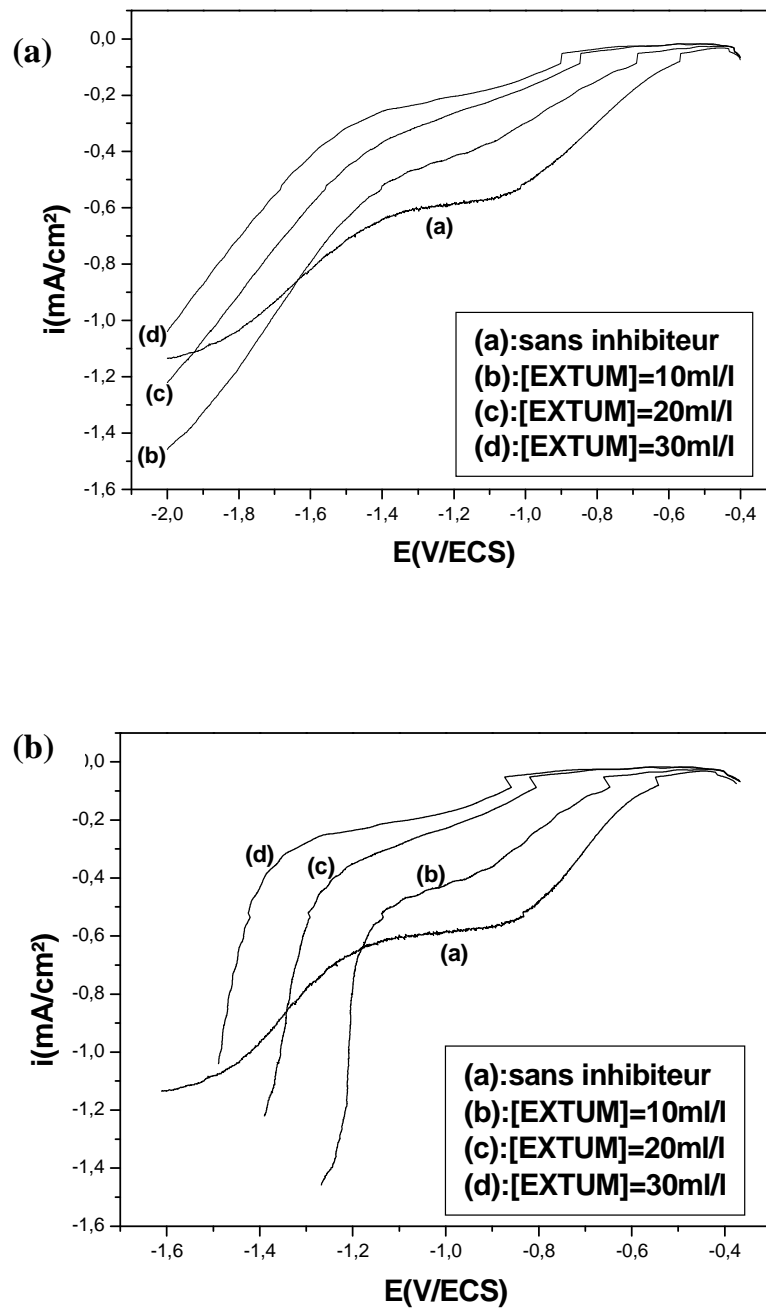 (a)
0,0
-0,2
-0,4
-0,6
-0,8
-1,0
-1,2
-1,4
-1,6
i(mA/cm²)
(a)
(d)
(c)
(b)
(a):sans inhibiteur
(b):[EXTUM]=10ml/l
(c):[EXTUM]=20ml/l
(d):[EXTUM]=30ml/l
-2,0 -1,8 -1,6 -1,4 -1,2 -1,0 -0,8 -0,6 -0,4
E(V/ECS)
(b)
0,0
-0,2
-0,4
-0,6
-0,8
-1,0
-1,2
-1,4
-1,6
i(mA/cm²)
(d)
(c)
(b)
(a)
(a):sans inhibiteur
(b):[EXTUM]=10ml/l
(c):[EXTUM]=20ml/l
(d):[EXTUM]=30ml/l
-1,6 -1,4 -1,2 -1,0 -0,8 -0,6 -0,4
E(V/ECS)